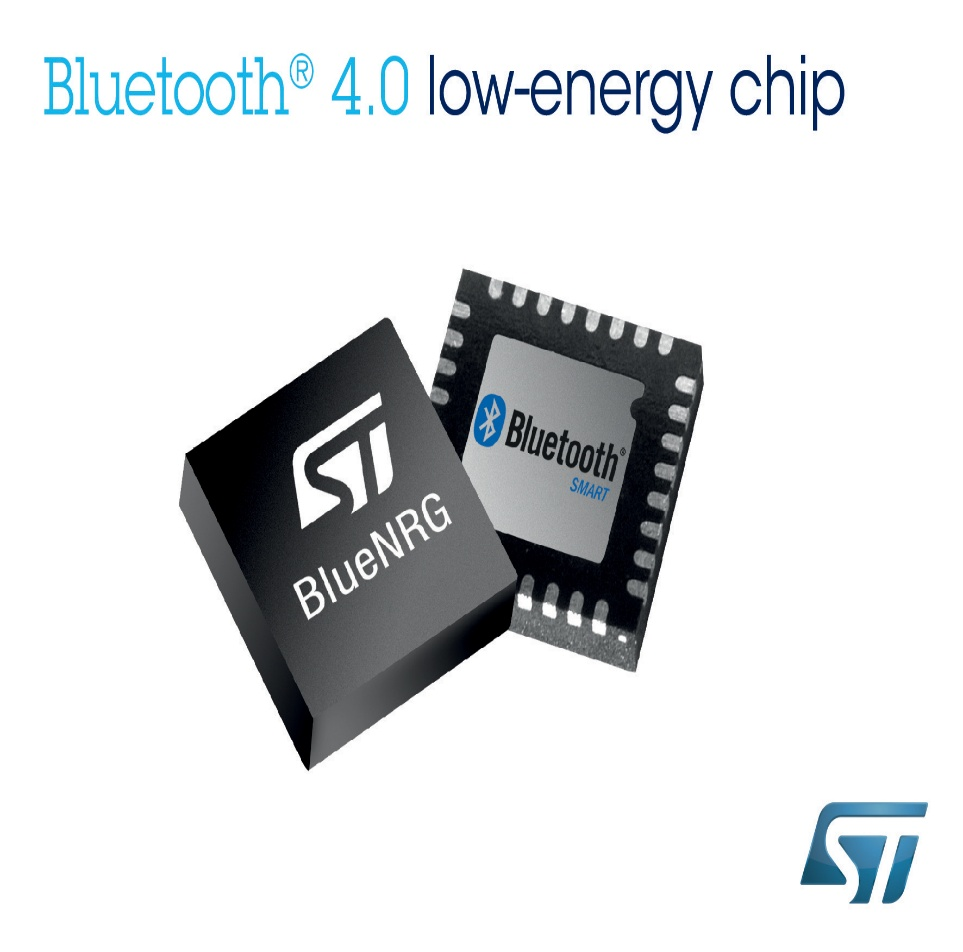 Bluetooth® 4.0 low-energy chip
ST
BlueNRG
Bluetooth®
SMART
ST